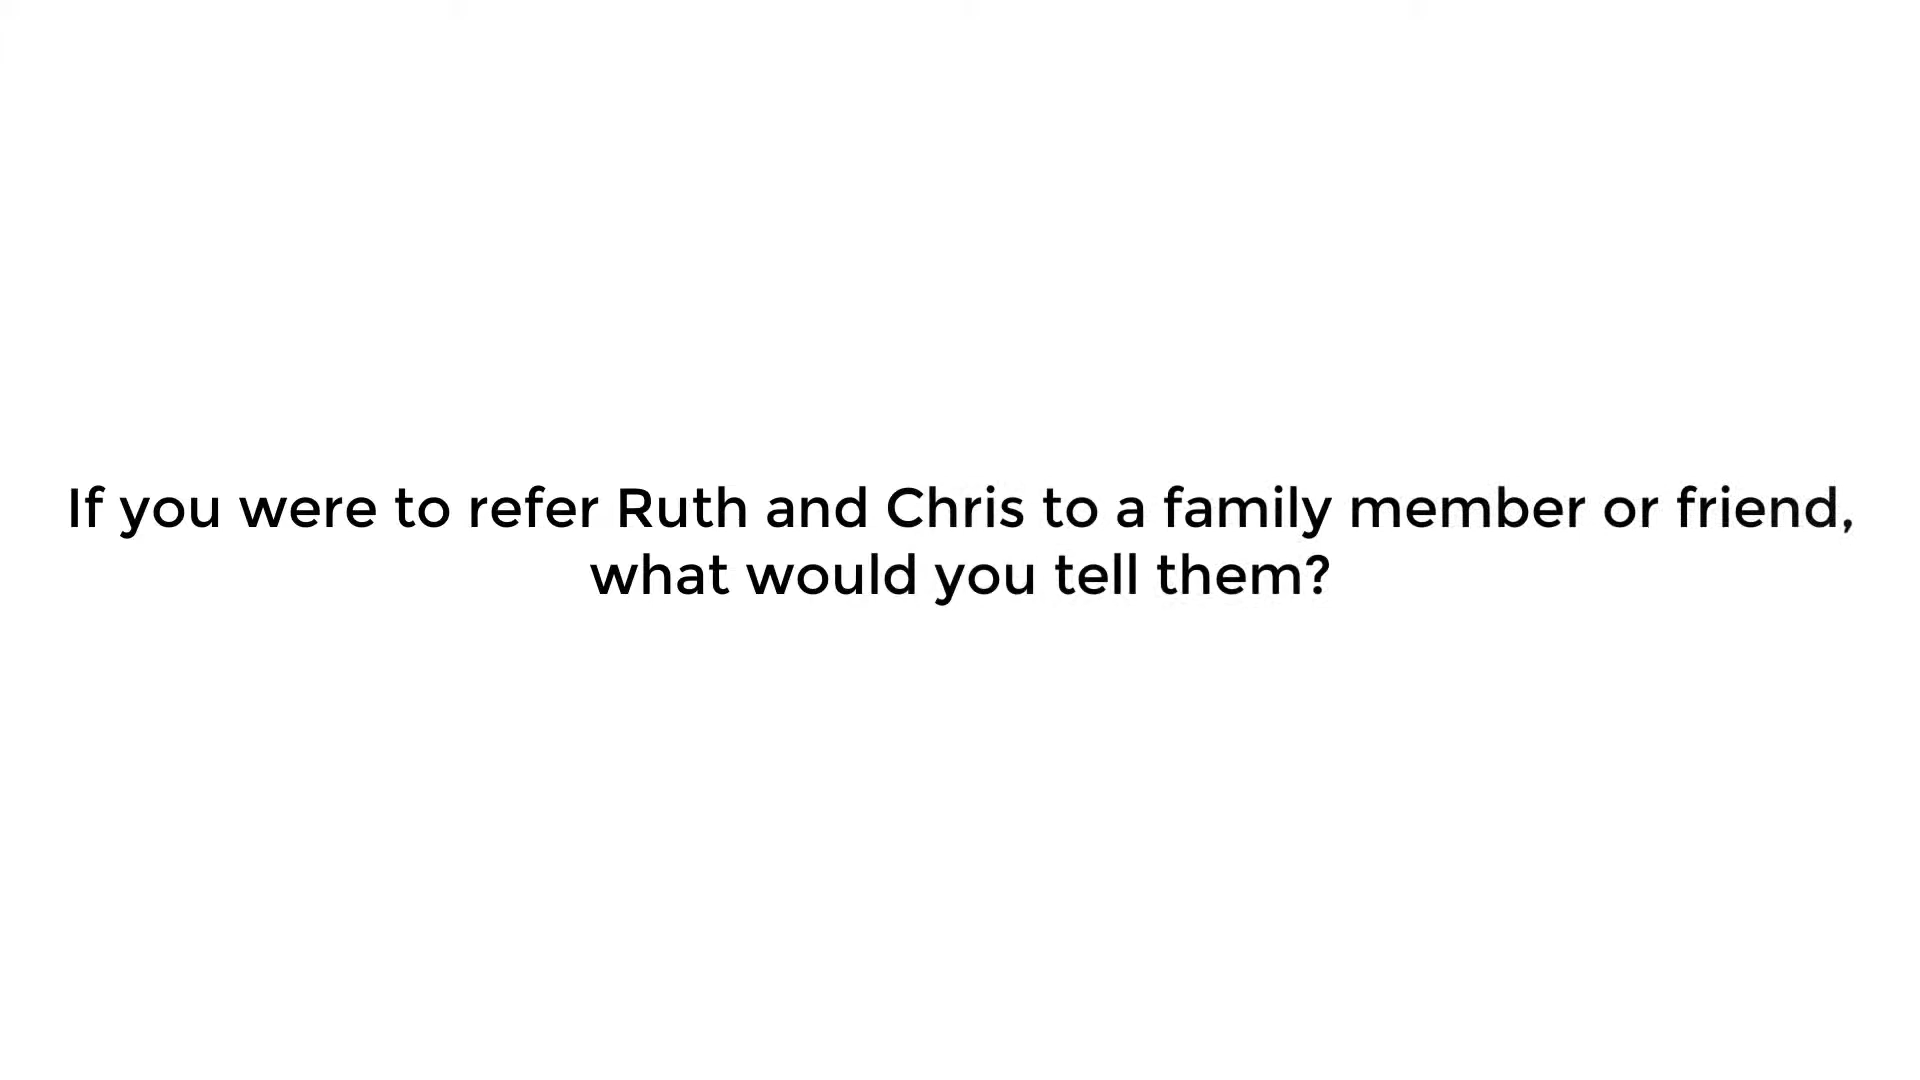 If you were to refer Ruth and Chris to a family member or friend,
what would you tell them?